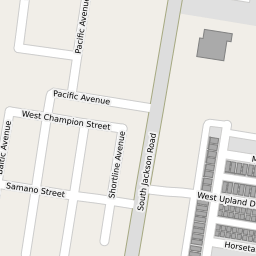 Pacific Avenue
Pacific Avenue
West Champion Street
Baltic Avenue
Shortline Avenue
South Jackson Road
Samano Street
West Upland D
Horseta